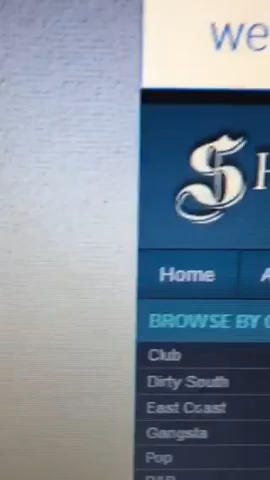 we
S
Home
BROWSE BY
Club
Dirty South
East Coast
Gangsta
Pop
R&B